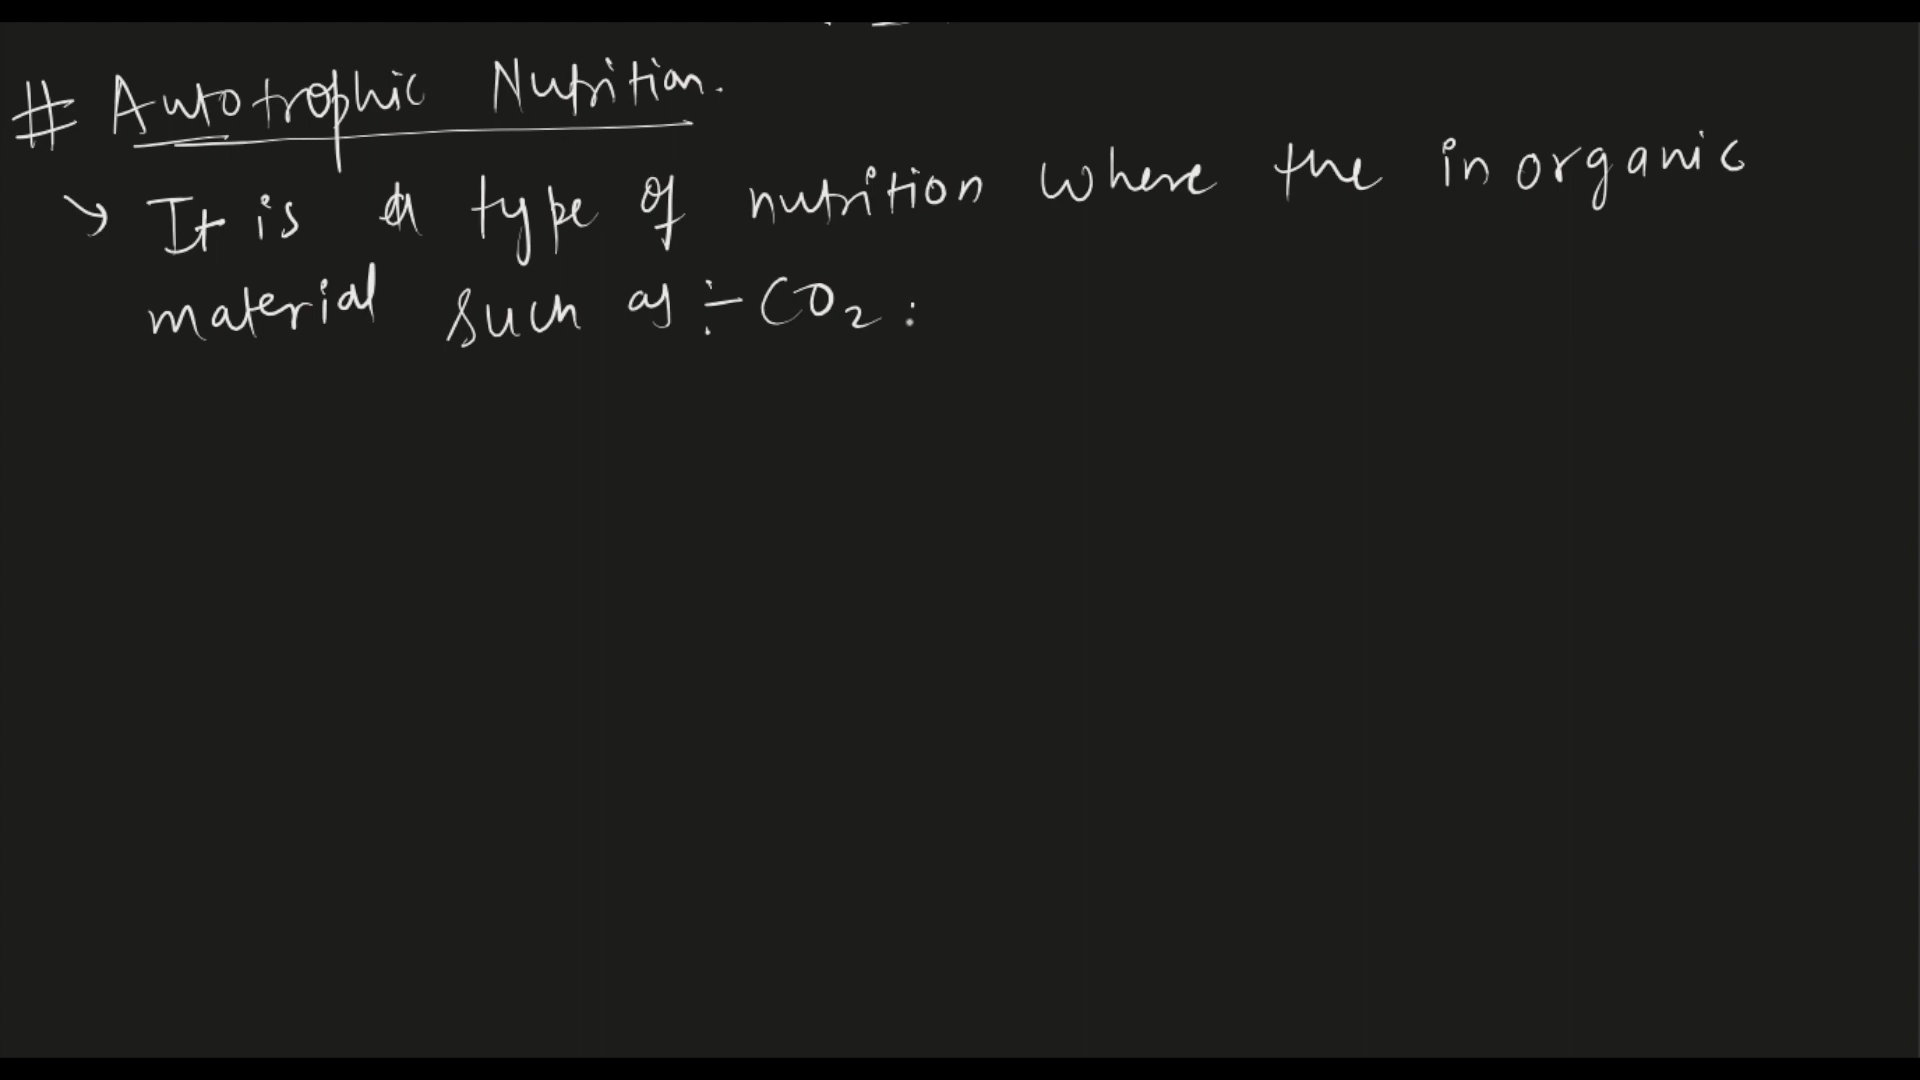 # Autotrophic Nutrition.
→ It is a type of nutrition where the inorganic
material such as :- CO₂ :